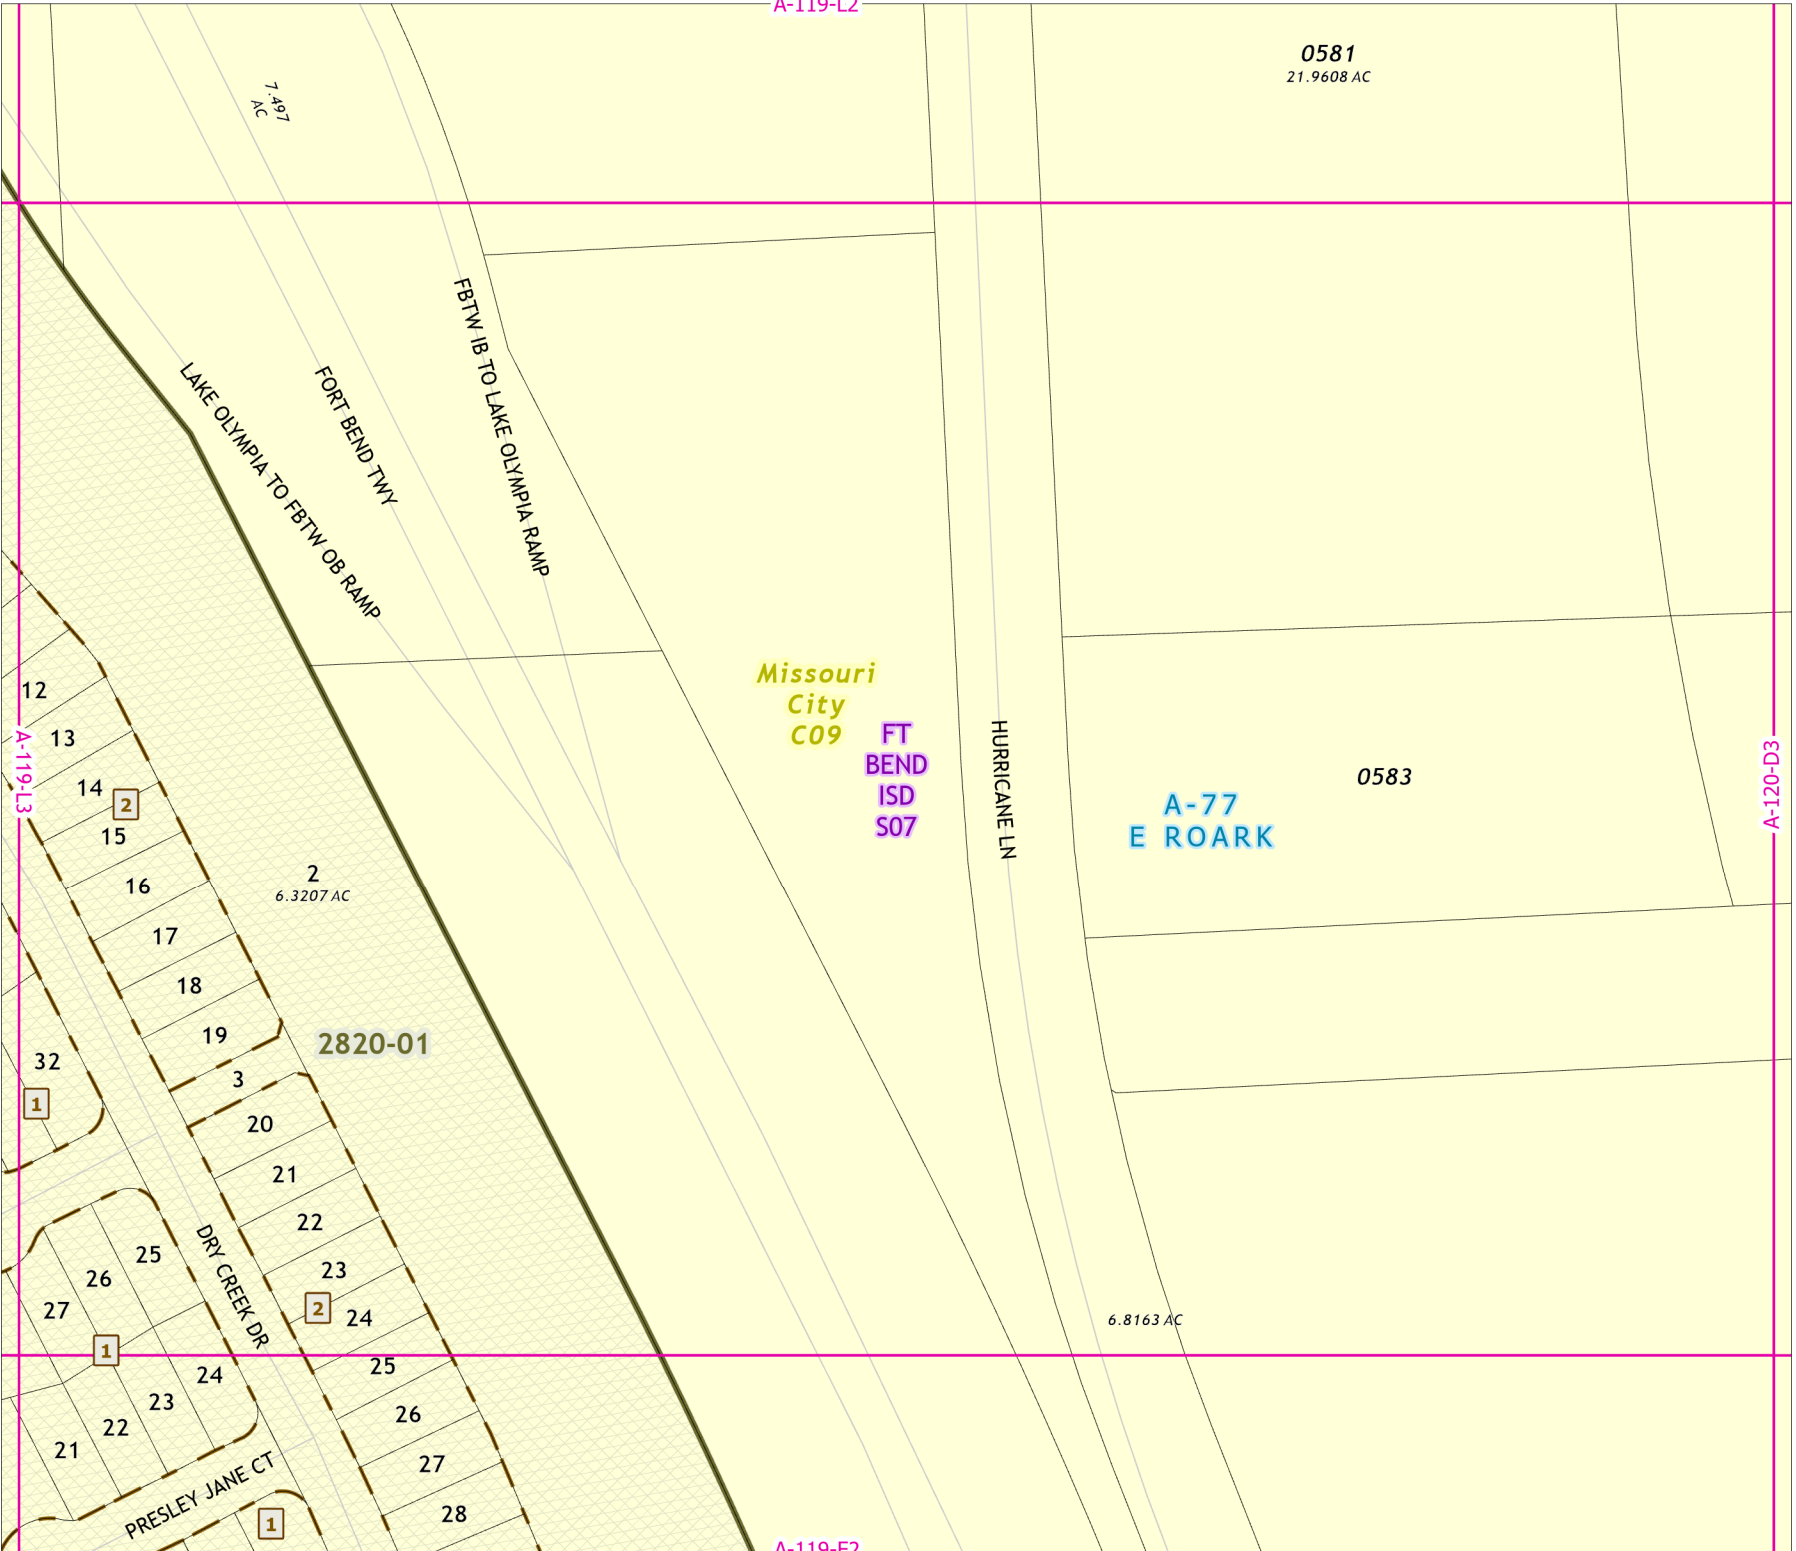 A-119-L2
0581
21.9608 AC
7.497
AC
FBTW IB TO LAKE OLYMPIA RAMP
FORT BEND TWY
LAKE OLYMPIA TO FBTW OB RAMP
Missouri
City
C09
FT
BEND
ISD
S07
HURRICANE LN
0583
A-77
E ROARK
A-119-L3
A-120-D3
12
13
14
2
15
16
2
6.3207 AC
17
18
19
2820-01
32
3
1
20
21
22
25
23
26
DRY CREEK DR
27
2
24
6.8163 AC
1
25
24
23
26
22
21
27
PRESLEY JANE CT
28
1